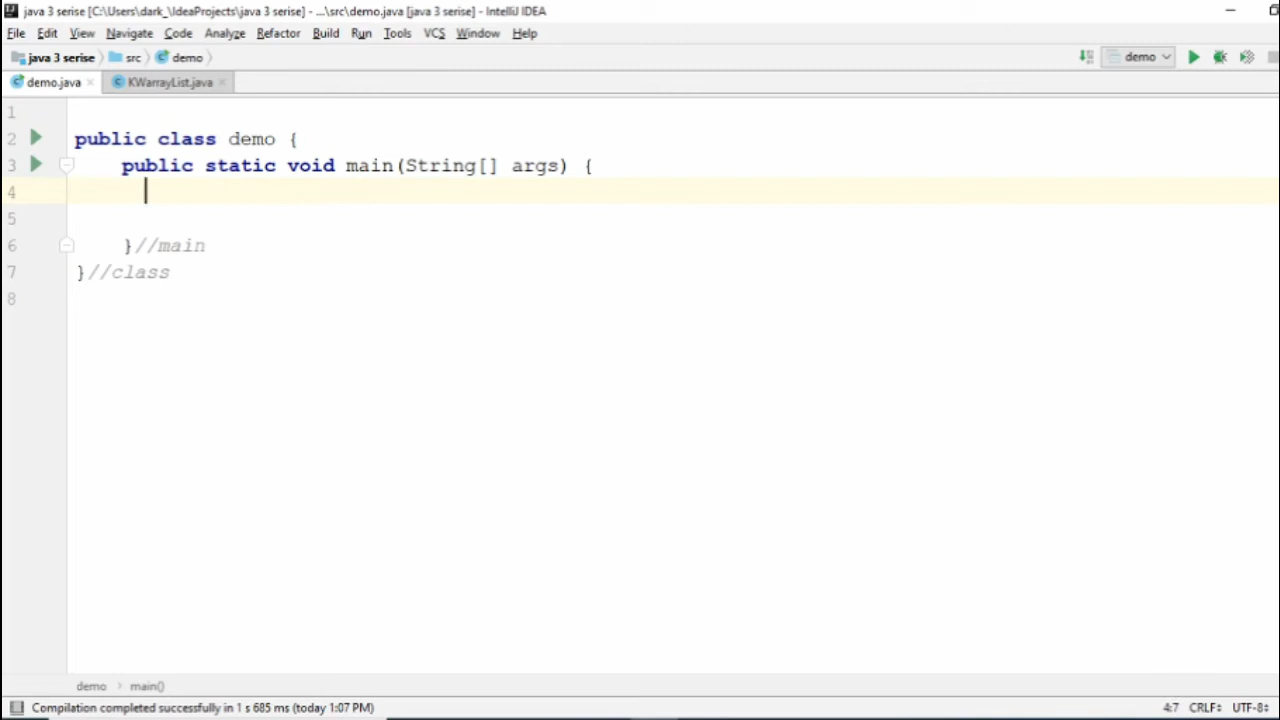 java 3 serise [C:\Users\dark_\IdeaProjects\java 3 serise] - ...\src\demo.java [java 3 serise] - IntelliJ IDEA
File Edit View Navigate Code Analyze Refactor Build Run Tools VCS Window Help
java 3 serise src demo demo
demo.java KWarrayList.java
1
2 public class demo {
3 public static void main(String[] args) {
4
5
6 }//main
7 }//class
8
demo main()
Compilation completed successfully in 1 s 685 ms (today 1:07 PM) 4:7 CRLF UTF-8